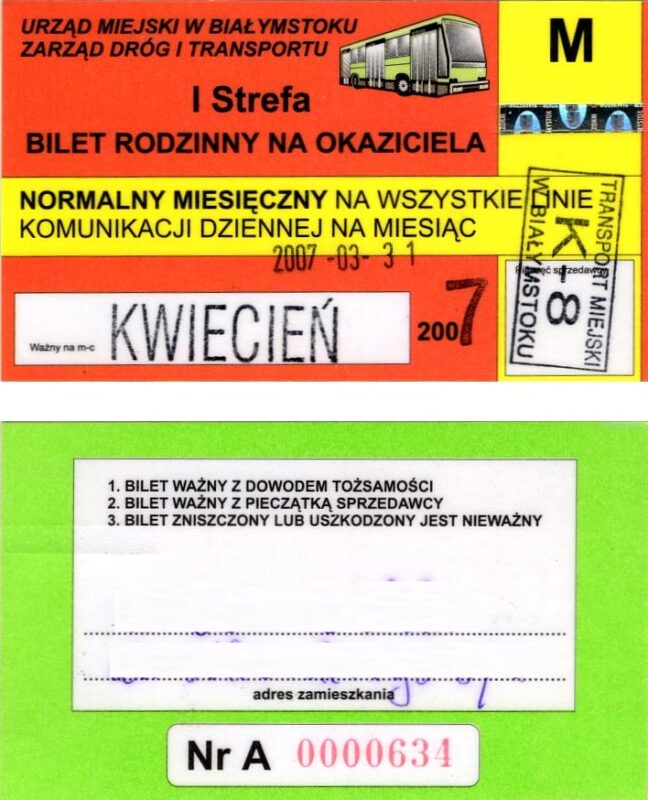 URZĄD MIEJSKI W BIAŁYMSTOKU
ZARZĄD DRÓG I TRANSPORTU
M
I Strefa
BILET RODZINNY NA OKAZICIELA
NORMALNY MIESIĘCZNY NA WSZYSTKIE LINIE
KOMUNIKACJI DZIENNEJ NA MIESIĄC
2007-03-31
Ważny na m-c KWIECIEŃ 2007
Pieczęć sprzedawcy
TRANSPORT MIEJSKI
K-8
W BIAŁYMSTOKU
1. BILET WAŻNY Z DOWODEM TOŻSAMOŚCI
2. BILET WAŻNY Z PIECZĄTKĄ SPRZEDAWCY
3. BILET ZNISZCZONY LUB USZKODZONY JEST NIEWAŻNY
adres zamieszkania
Nr A 0000634